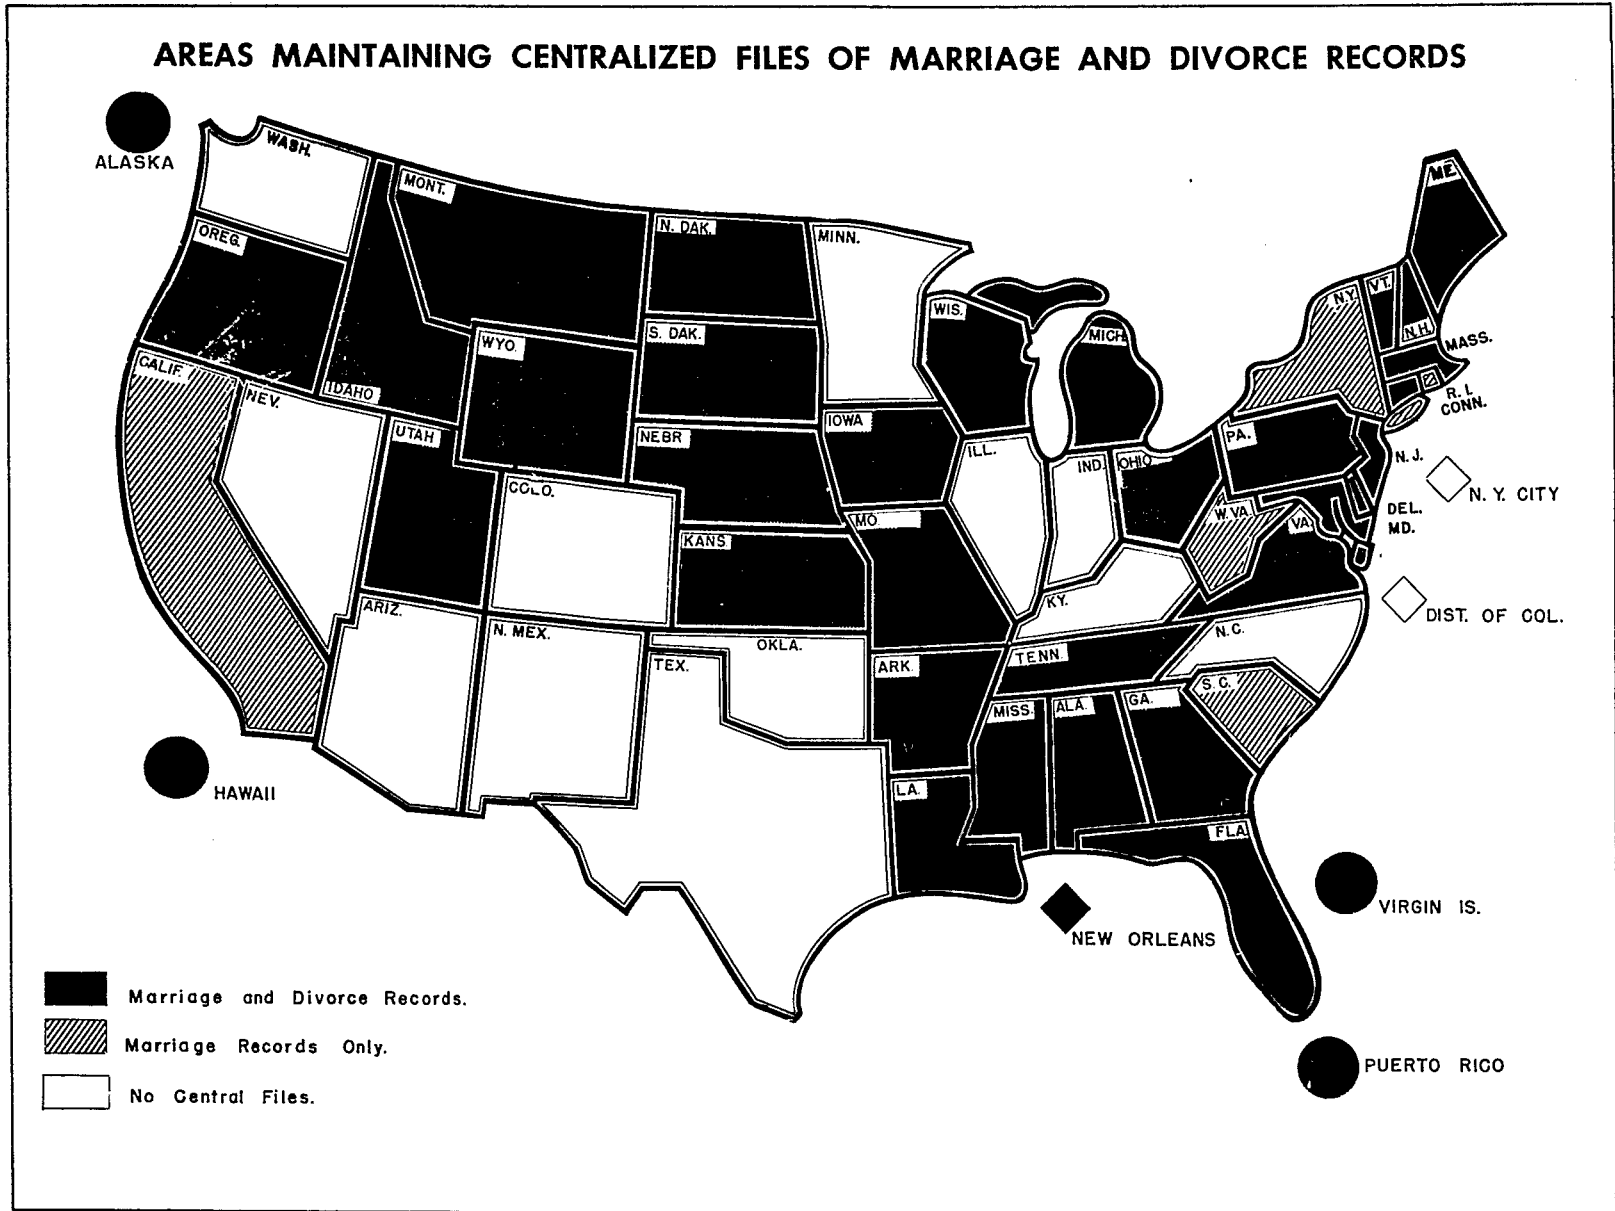 AREAS MAINTAINING CENTRALIZED FILES OF MARRIAGE AND DIVORCE RECORDS
ALASKA
WASH.
MONT.
ME.
OREG.
N. DAK.
MINN.
N.Y.
VT.
WIS.
S. DAK.
WYO.
MICH.
N.H.
MASS.
CALIF.
NEV.
IDAHO
R. I.
CONN.
UTAH
NEBR
IOWA
ILL.
IND.
OHIO
PA.
N.J.
COLO.
N. Y. CITY
MO.
W.VA.
VA.
DEL.
MD.
KANS
ARIZ.
KY.
DIST. OF COL.
N. MEX.
OKLA.
N.C.
TEX.
ARK.
TENN.
S. C.
MISS.
ALA.
GA.
HAWAII
LA.
FLA.
VIRGIN IS.
NEW ORLEANS
Marriage and Divorce Records.
Marriage Records Only.
PUERTO RICO
No Central Files.